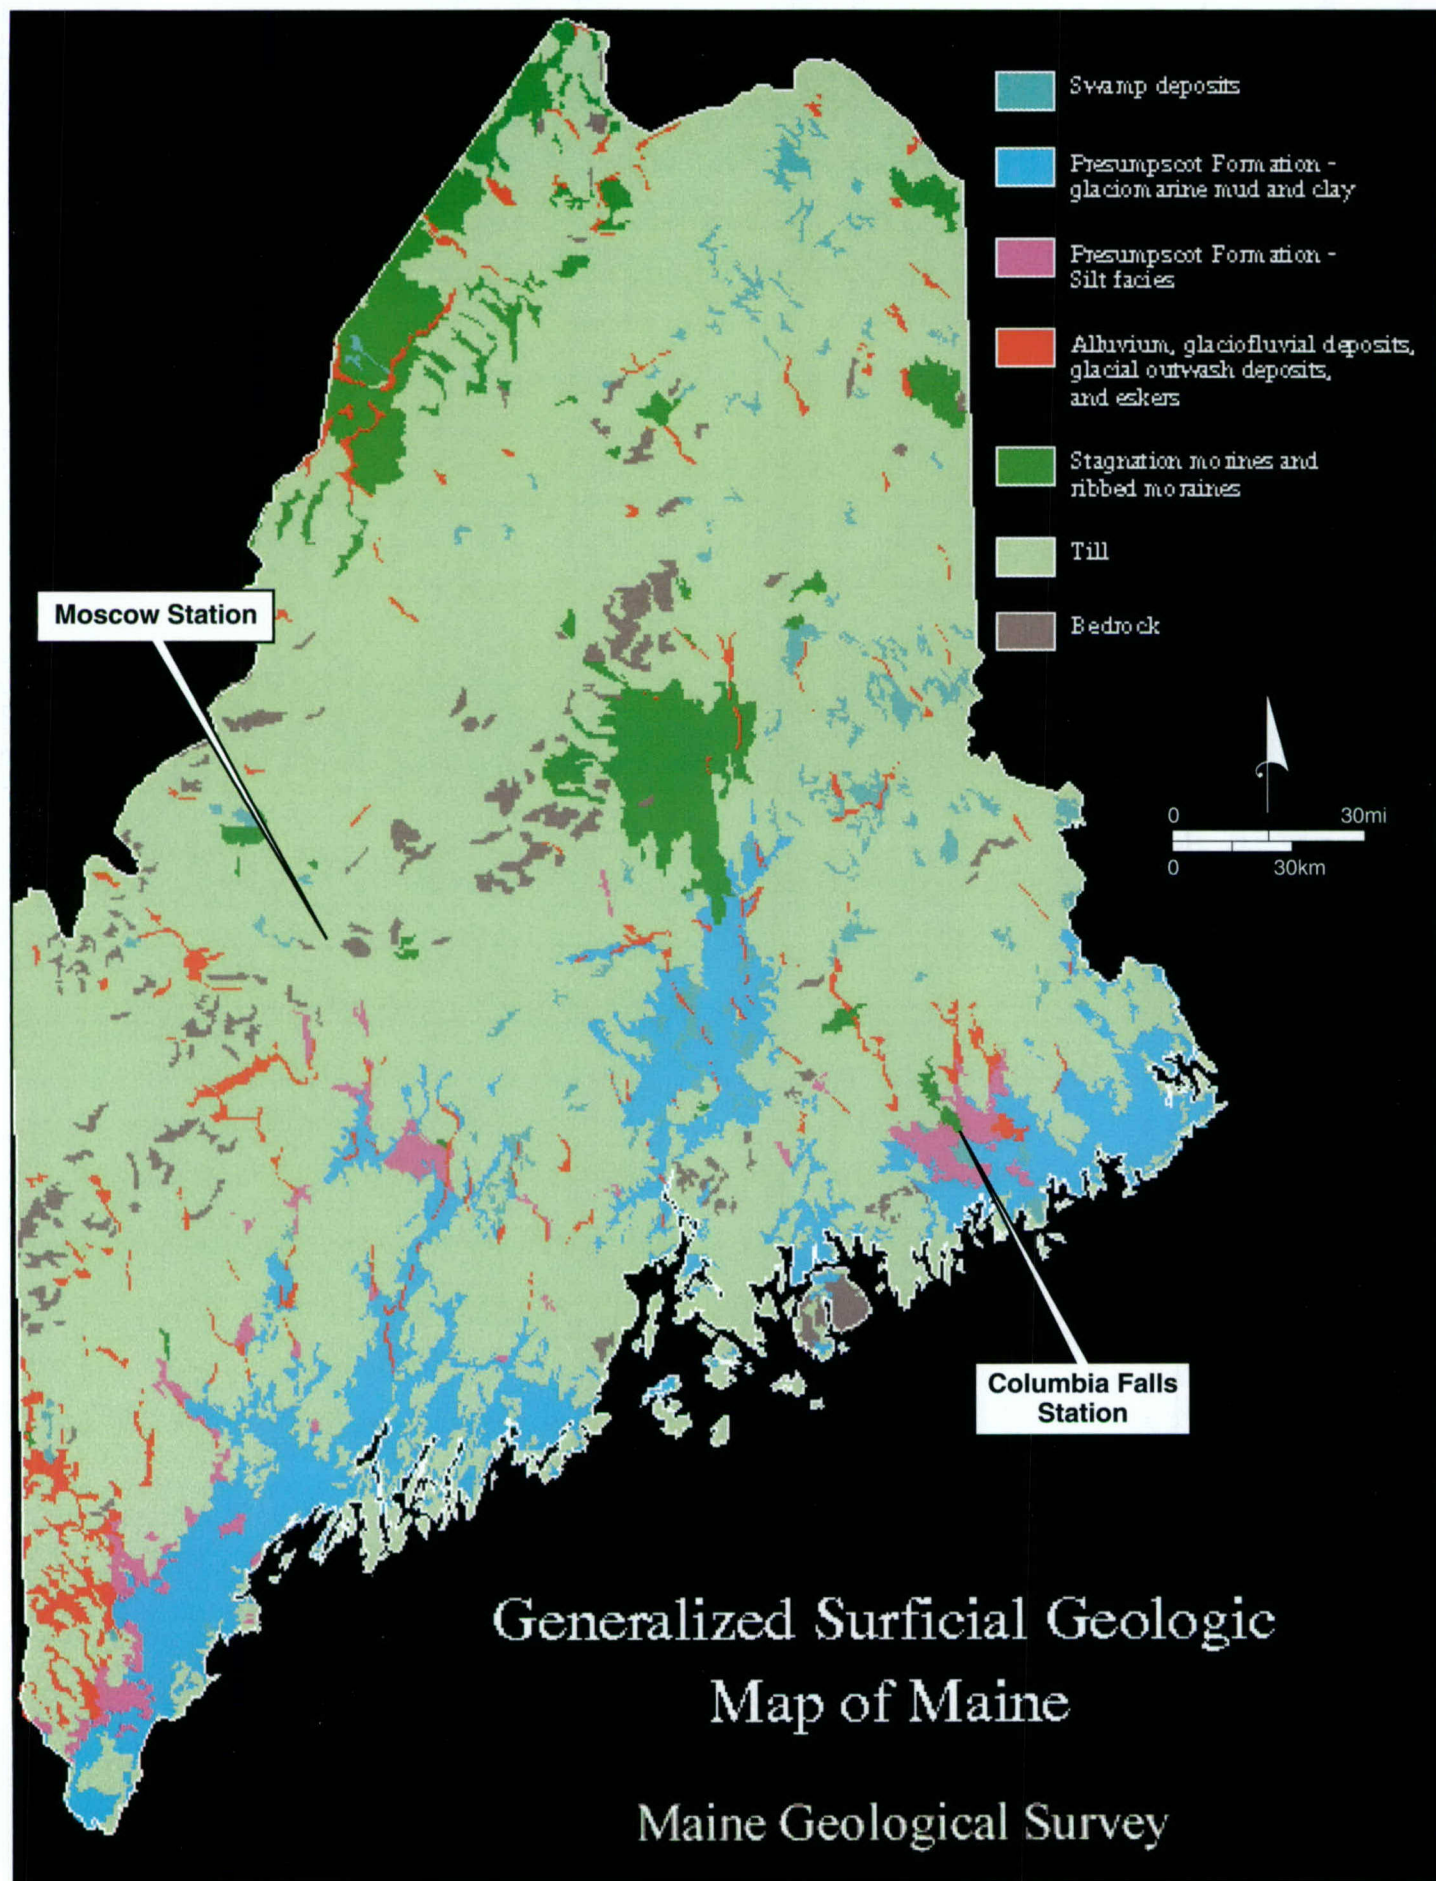 Swamp deposits
Presumpscot Formation -
glaciomarine mud and clay
Presumpscot Formation -
Silt facies
Alluvium, glaciofluvial deposits,
glacial outwash deposits,
and eskers
Stagnation morines and
ribbed moraines
Till
Bedrock
Moscow Station
0 30mi
0 30km
Columbia Falls
Station
Generalized Surficial Geologic
Map of Maine
Maine Geological Survey